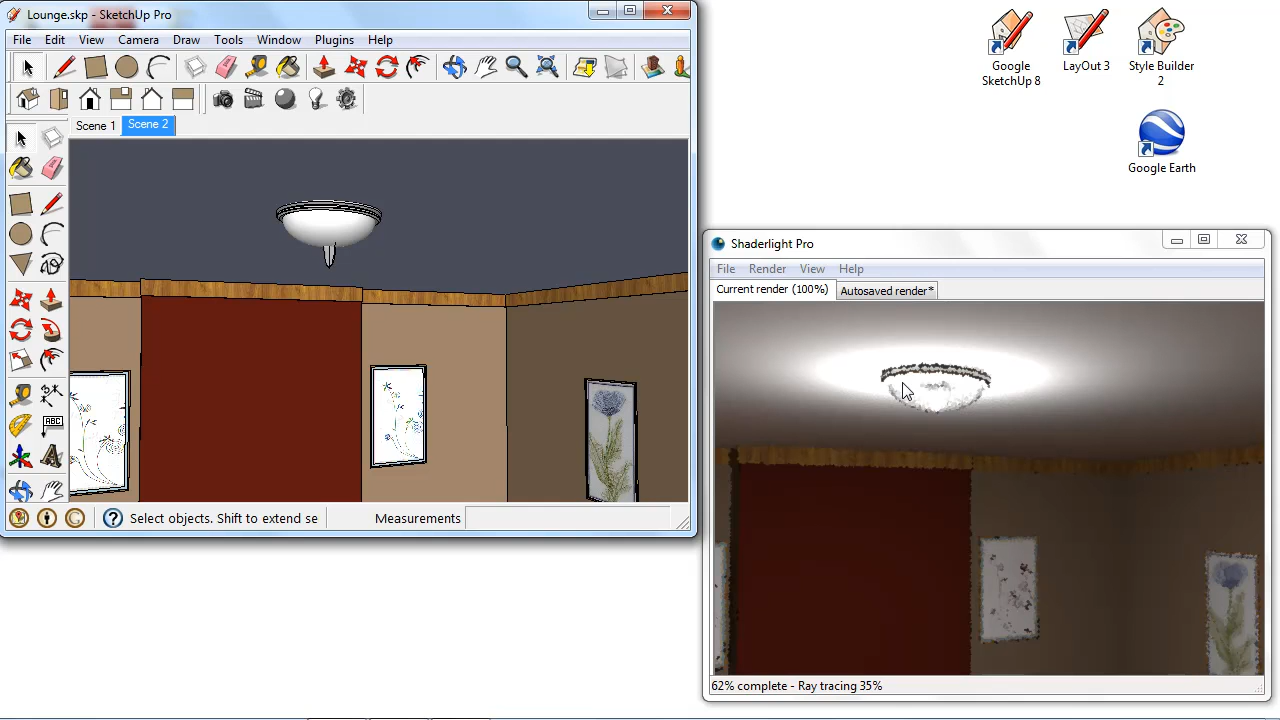 Lounge.skp - SketchUp Pro
File Edit View Camera Draw Tools Window Plugins Help
Scene 1 Scene 2
ABC
Select objects. Shift to extend se
Measurements
Google SketchUp 8
LayOut 3
Style Builder 2
Google Earth
Shaderlight Pro
File Render View Help
Current render (100%) Autosaved render*
62% complete - Ray tracing 35%